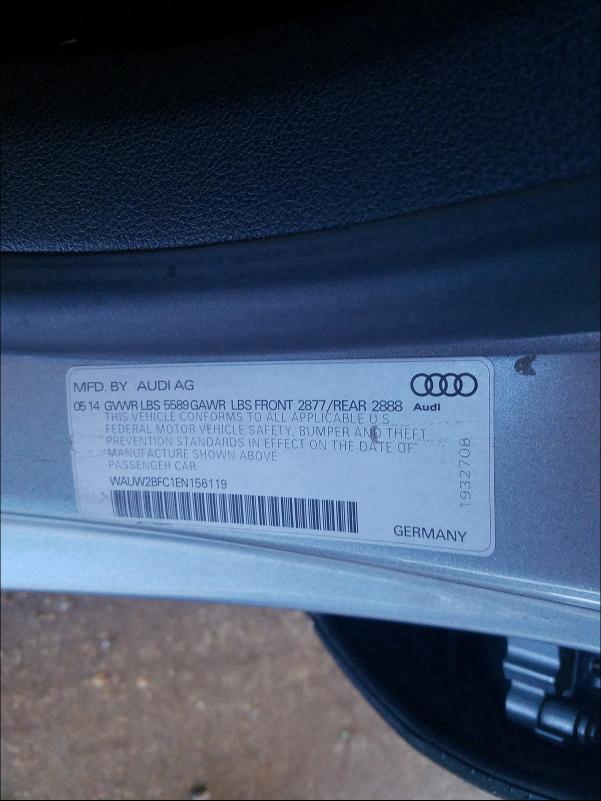 MFD. BY AUDI AG
05 14 GVWR LBS 5589 GAWR LBS FRONT 2877/REAR 2888
Audi
THIS VEHICLE CONFORMS TO ALL APPLICABLE U.S.
FEDERAL MOTOR VEHICLE SAFETY, BUMPER AND THEFT
PREVENTION STANDARDS IN EFFECT ON THE DATE OF
MANUFACTURE SHOWN ABOVE
PASSENGER CAR
WAUW2BFC1EN156119
GERMANY
1932708